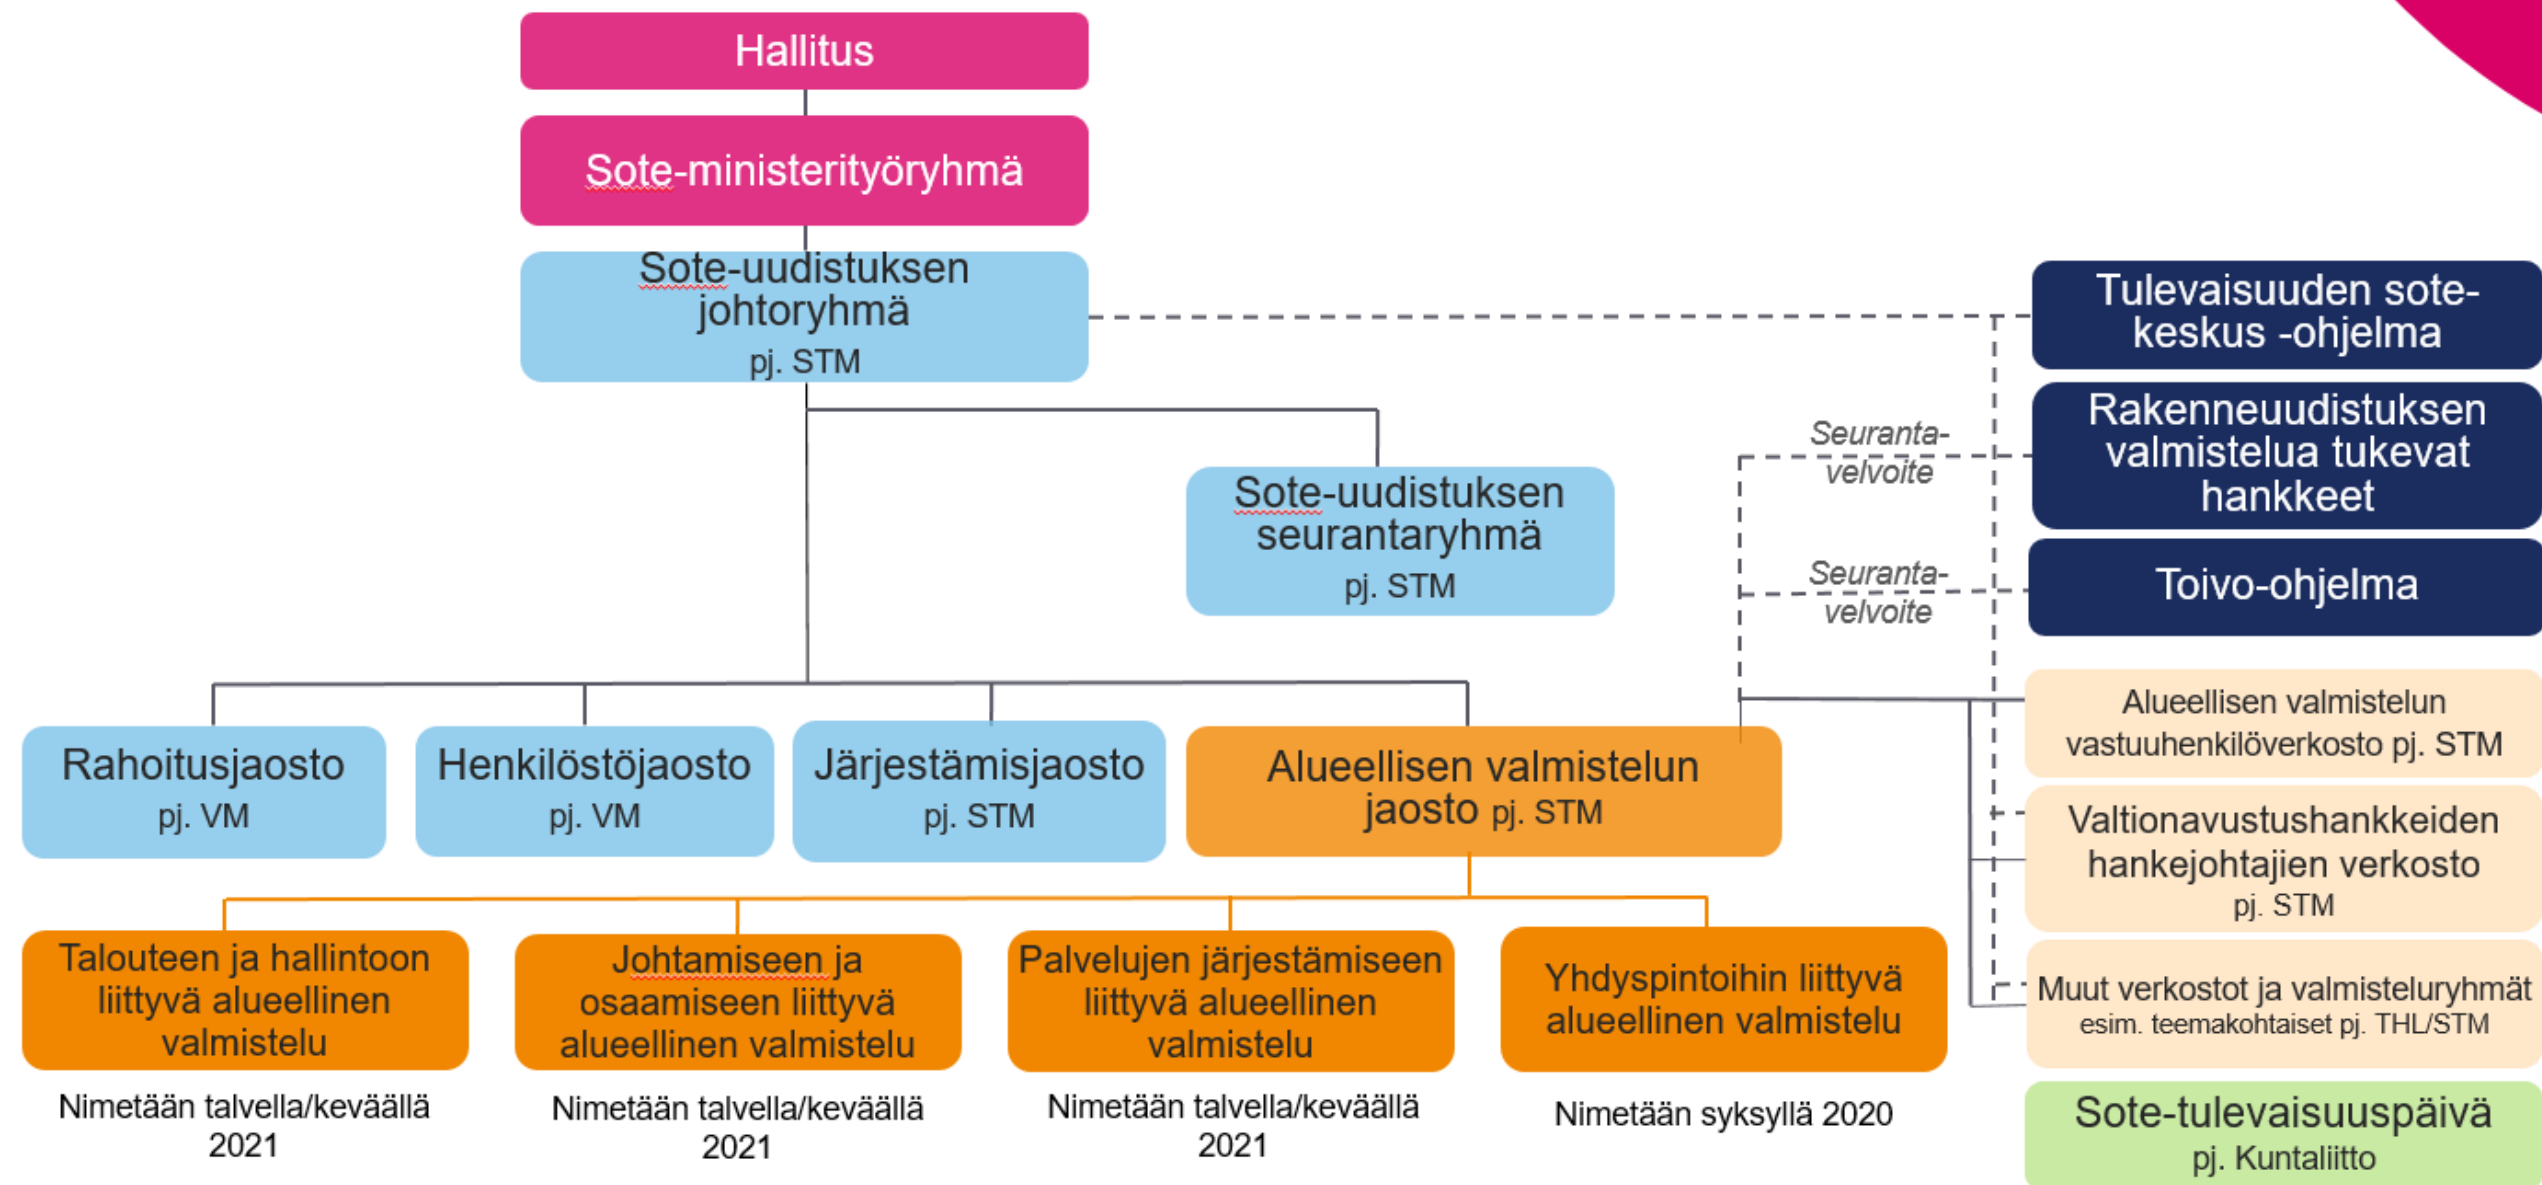 Hallitus
Sote-ministerityöryhmä
Sote-uudistuksen
johtoryhmä
pj. STM
Tulevaisuuden sote-
keskus -ohjelma
Rakenneuudistuksen
valmistelua tukevat
hankkeet
Seuranta-
velvoite
Sote-uudistuksen
seurantaryhmä
pj. STM
Seuranta-
velvoite
Toivo-ohjelma
Rahoitusjaosto
pj. VM
Henkilöstöjaosto
pj. VM
Järjestämisjaosto
pj. STM
Alueellisen valmistelun
jaosto pj. STM
Alueellisen valmistelun
vastuuhenkilöverkosto pj. STM
Valtionavustushankkeiden
hankejohtajien verkosto
pj. STM
Muut verkostot ja valmisteluryhmät
esim. teemakohtaiset pj. THL/STM
Talouteen ja hallintoon
liittyvä alueellinen
valmistelu
Johtamiseen ja
osaamiseen liittyvä
alueellinen valmistelu
Palvelujen järjestämiseen
liittyvä alueellinen
valmistelu
Yhdyspintoihin liittyvä
alueellinen valmistelu
Nimetään talvella/keväällä
2021
Nimetään talvella/keväällä
2021
Nimetään talvella/keväällä
2021
Nimetään syksyllä 2020
Sote-tulevaisuuspäivä
pj. Kuntaliitto